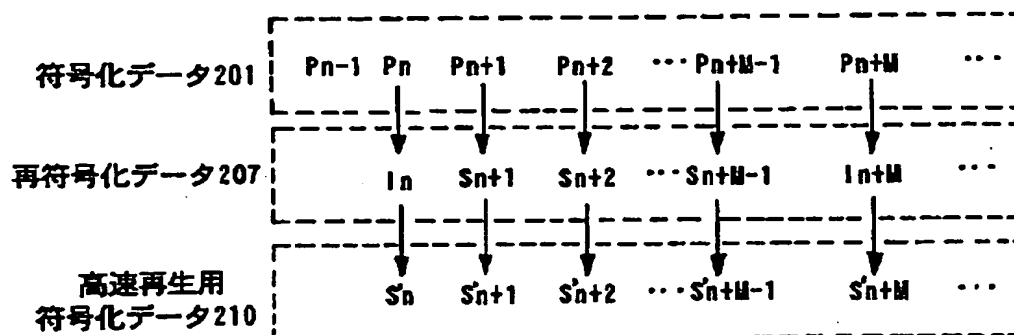 符号化データ201 Pn-1 Pn Pn+1 Pn+2 ··· Pn+M-1 Pn+M ···
再符号化データ207 In Sn+1 Sn+2 ··· Sn+M-1 In+M ···
高速再生用
符号化データ210 S'n S'n+1 S'n+2 ··· S'n+M-1 S'n+M ···